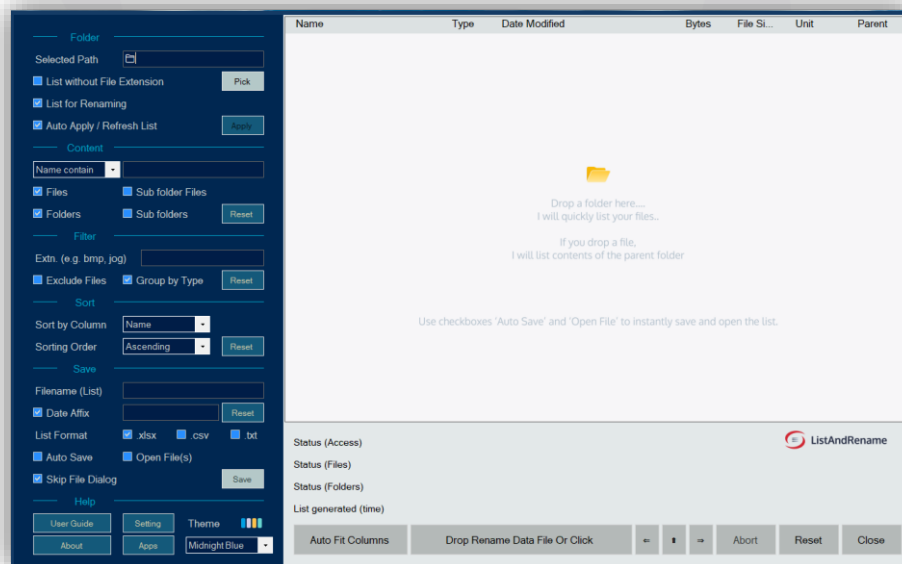 Folder
Selected Path
List without File Extension
Pick
List for Renaming
Auto Apply / Refresh List
Apply
Content
Name contain
Files
Sub folder Files
Folders
Sub folders
Reset
Filter
Extn. (e.g. bmp, jog)
Exclude Files
Group by Type
Reset
Sort
Sort by Column
Name
Sorting Order
Ascending
Reset
Save
Filename (List)
Date Affix
Reset
List Format
.xlsx
.csv
.txt
Auto Save
Open File(s)
Skip File Dialog
Save
Help
User Guide
Setting
Theme
About
Apps
Midnight Blue
Name Type Date Modified Bytes File Si... Unit Parent
Drop a folder here....
I will quickly list your files..
If you drop a file,
I will list contents of the parent folder
Use checkboxes 'Auto Save' and 'Open File' to instantly save and open the list.
Status (Access)
ListAndRename
Status (Files)
Status (Folders)
List generated (time)
Auto Fit Columns
Drop Rename Data File Or Click
Abort
Reset
Close